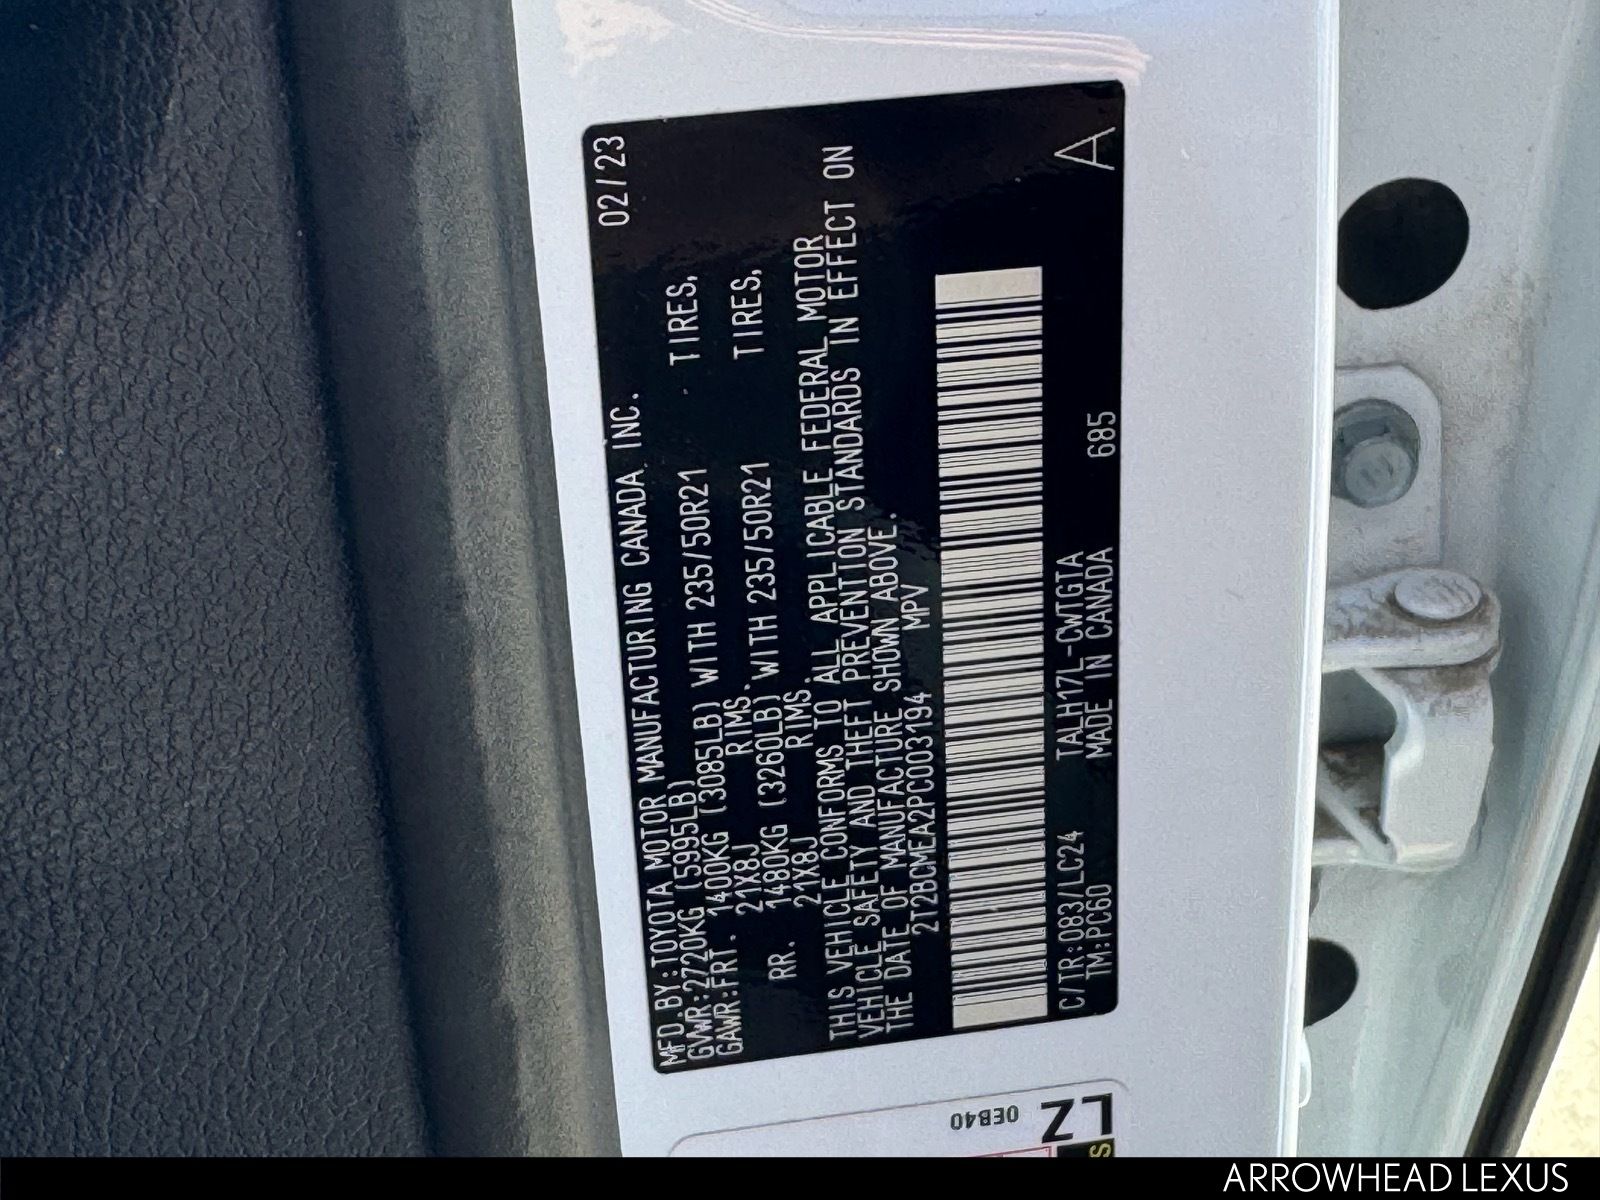 MFD.BY:TOYOTA MOTOR MANUFACTURING CANADA INC. 02/23
GVWR:2720KG (5995LB)
GAWR:FRT. 1400KG (3085LB) WITH 235/50R21 TIRES,
21X8J RIMS.
RR. 1480KG (3260LB) WITH 235/50R21 TIRES,
21X8J RIMS.
THIS VEHICLE CONFORMS TO ALL APPLICABLE FEDERAL MOTOR
VEHICLE SAFETY AND THEFT PREVENTION STANDARDS IN EFFECT ON
THE DATE OF MANUFACTURE SHOWN ABOVE.
2T2BCMEA2PC003194 MPV
C/TR:083/LC24 TALH17L-CWTGTA 685 A
TM:PC60 MADE IN CANADA
0EB40
LZ
S
ARROWHEAD LEXUS